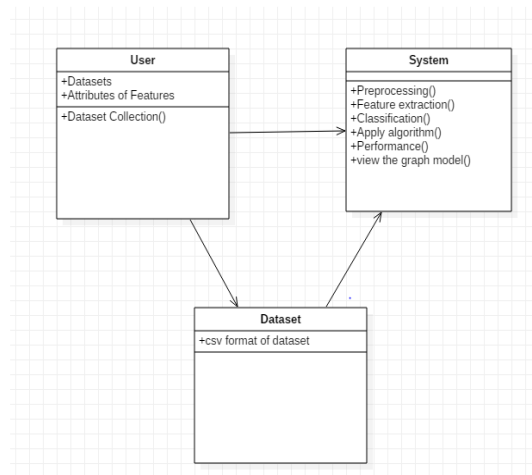 User
+Datasets
+Attributes of Features
+Dataset Collection()
System
+Preprocessing()
+Feature extraction()
+Classification()
+Apply algorithm()
+Performance()
+view the graph model()
Dataset
+csv format of dataset